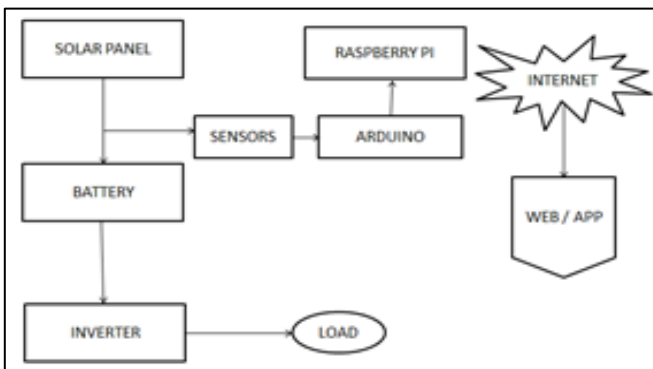 SOLAR PANEL
RASPBERRY PI
INTERNET
SENSORS
ARDUINO
BATTERY
WEB / APP
INVERTER
LOAD